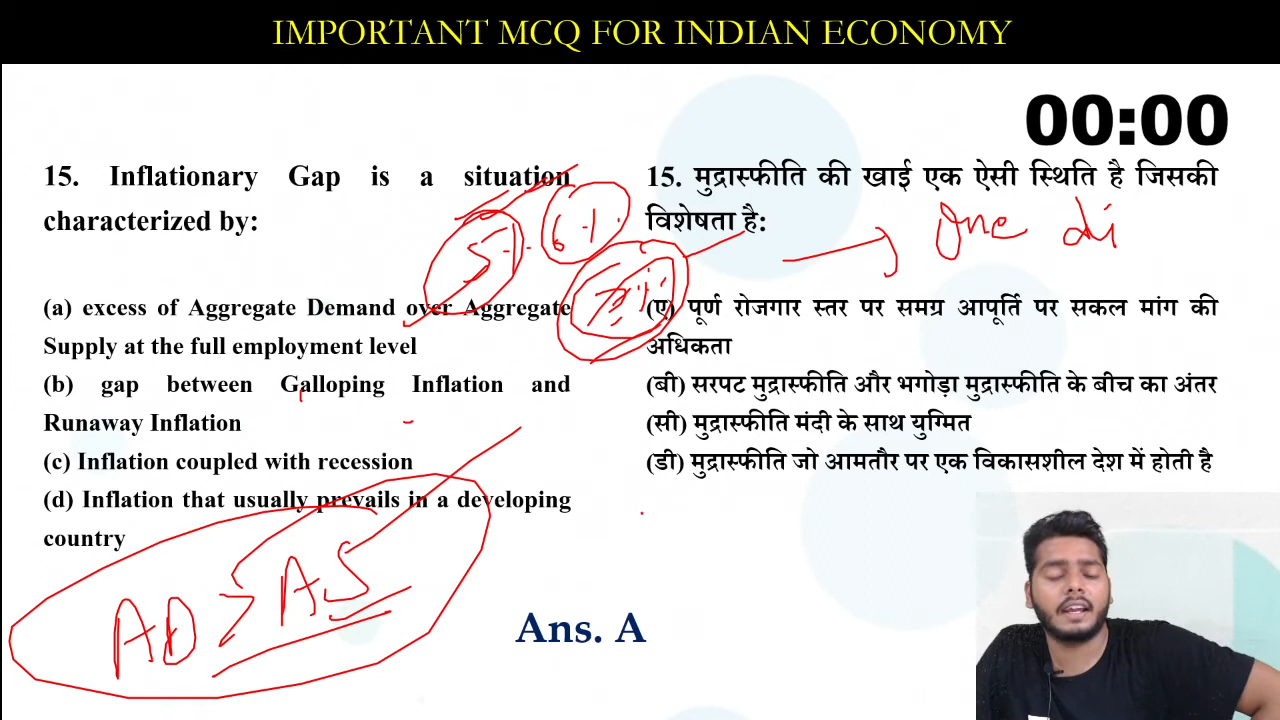 IMPORTANT MCQ FOR INDIAN ECONOMY
00:00
15. Inflationary Gap is a situation
characterized by:
(a) excess of Aggregate Demand over Aggregate
Supply at the full employment level
(b) gap between Galloping Inflation and
Runaway Inflation
(c) Inflation coupled with recession
(d) Inflation that usually prevails in a developing
country
15. मुद्रास्फीति की खाई एक ऐसी स्थिति है जिसकी
विशेषता है:
One di
(ए) पूर्ण रोजगार स्तर पर समग्र आपूर्ति पर सकल मांग की
अधिकता
(बी) सरपट मुद्रास्फीति और भगोड़ा मुद्रास्फीति के बीच का अंतर
(सी) मुद्रास्फीति मंदी के साथ युग्मित
(डी) मुद्रास्फीति जो आमतौर पर एक विकासशील देश में होती है
AD > AS
Ans. A